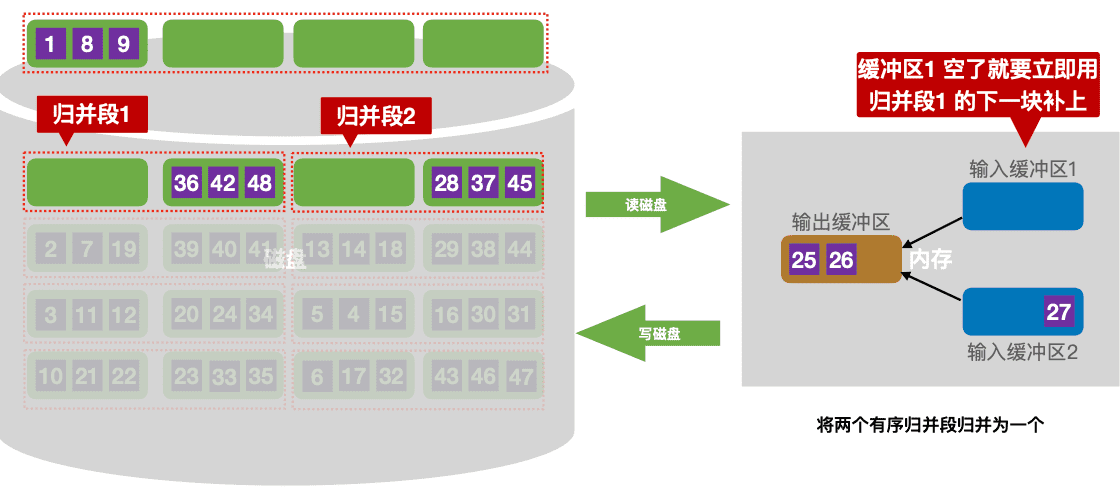 1 8 9
缓冲区1 空了就要立即用
归并段1 的下一块补上
归并段1
归并段2
36 42 48
28 37 45
输入缓冲区1
读磁盘
输出缓冲区
2 7 19
39 40 41
13 14 18
29 38 44
磁盘
25 26
内存
3 11 12
20 24 34
5 4 15
16 30 31
27
写磁盘
输入缓冲区2
10 21 22
23 33 35
6 17 32
43 46 47
将两个有序归并段归并为一个